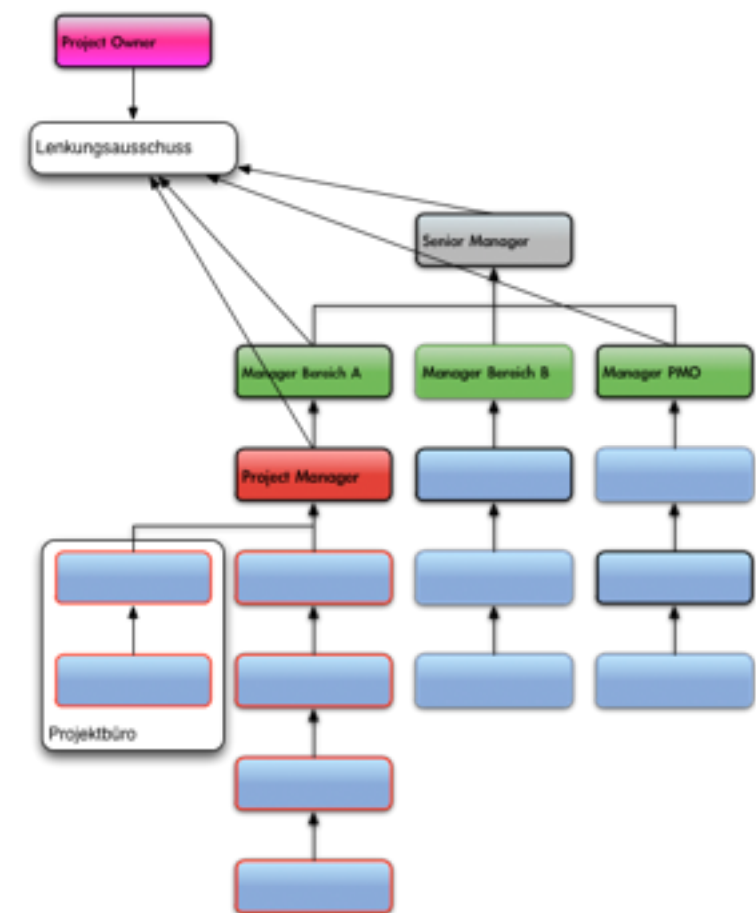 Project Owner
Lenkungsausschuss
Senior Manager
Manager Bereich A
Manager Bereich B
Manager PMO
Project Manager
Projektbüro